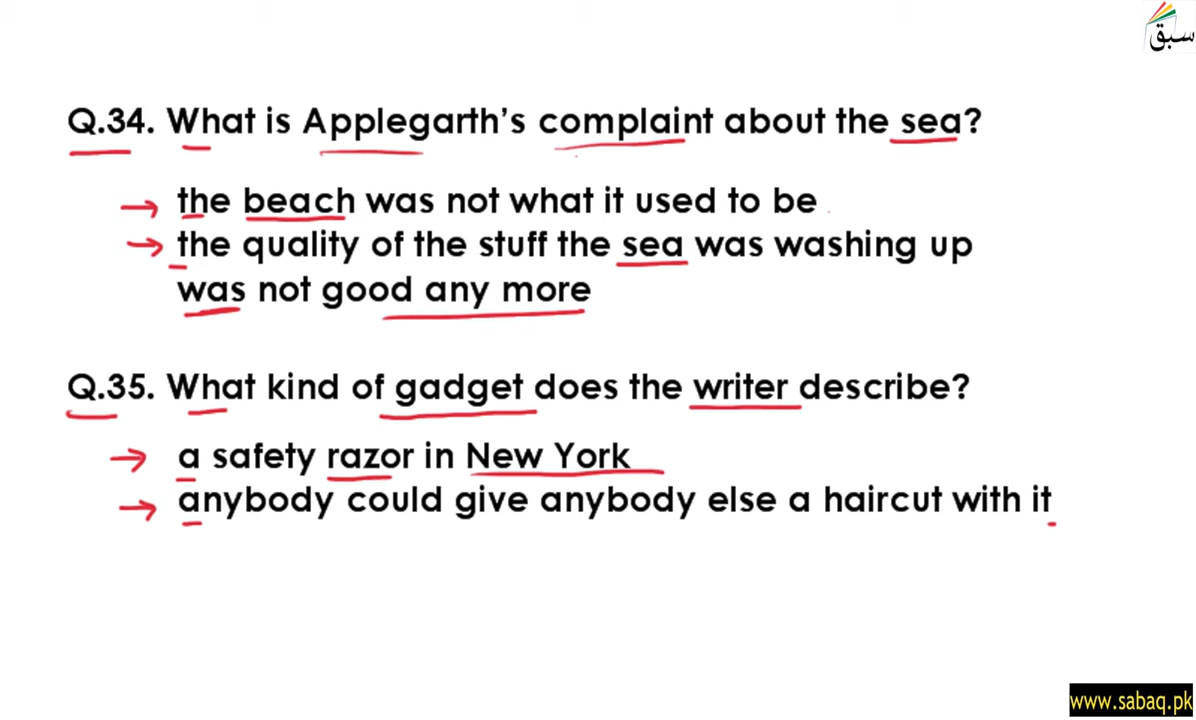 سبق
Q.34. What is Applegarth's complaint about the sea?
→ the beach was not what it used to be
→ the quality of the stuff the sea was washing up
was not good any more
Q.35. What kind of gadget does the writer describe?
→ a safety razor in New York
→ anybody could give anybody else a haircut with it
www.sabaq.pk